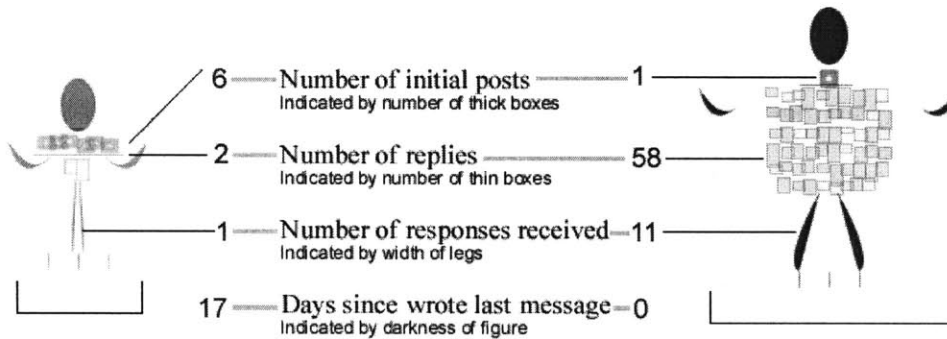 6 Number of initial posts 1
Indicated by number of thick boxes
2 Number of replies 58
Indicated by number of thin boxes
1 Number of responses received 11
Indicated by width of legs
17 Days since wrote last message 0
Indicated by darkness of figure